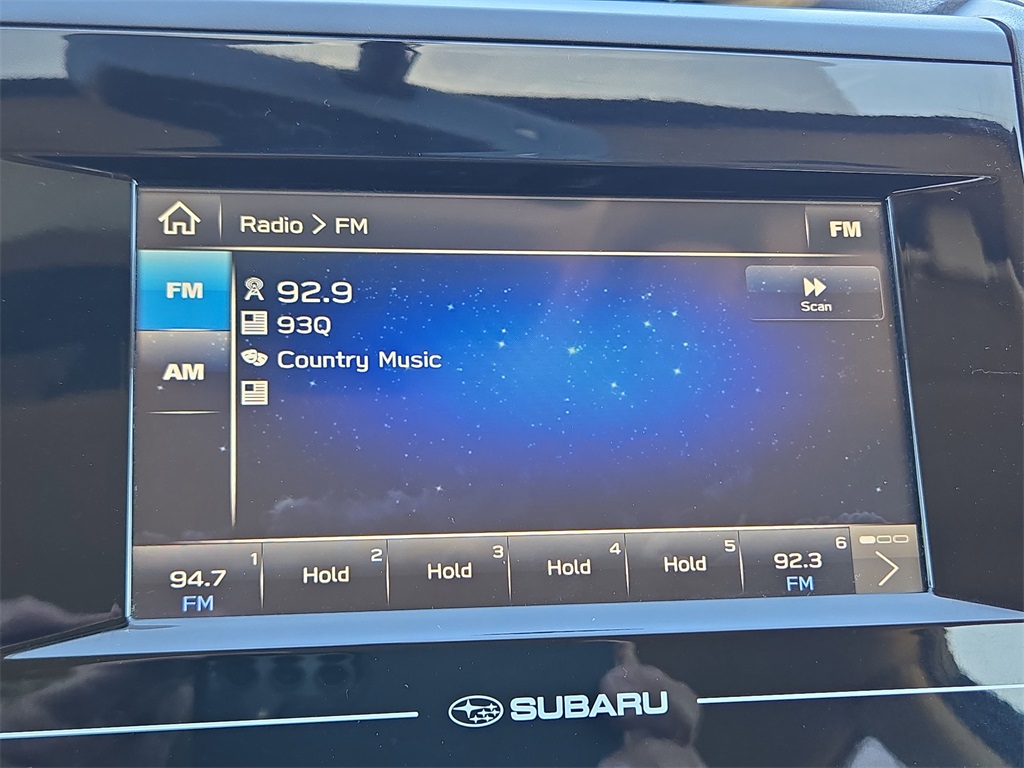 Radio > FM
FM
FM
92.9
Scan
93Q
AM
Country Music
1
2
3
4
5
6
94.7
Hold
Hold
Hold
Hold
92.3
FM
FM
SUBARU